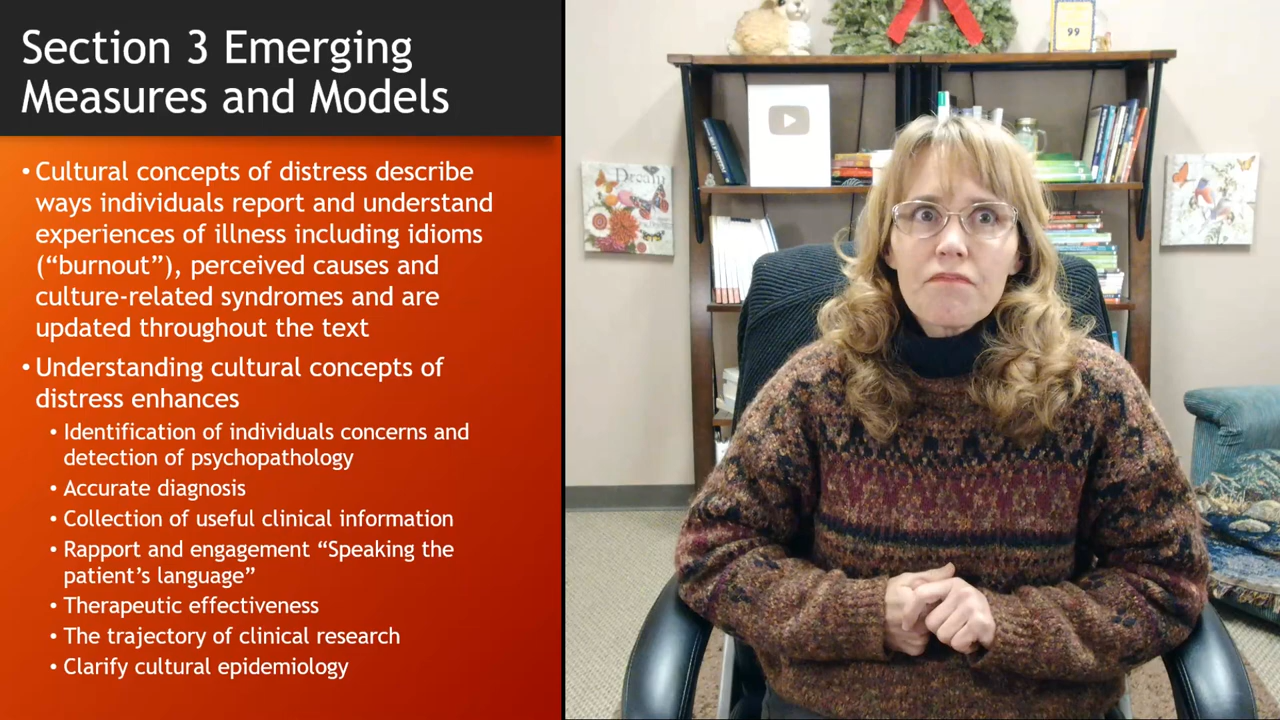 Section 3 Emerging
Measures and Models
• Cultural concepts of distress describe
ways individuals report and understand
experiences of illness including idioms
(“burnout”), perceived causes and
culture-related syndromes and are
updated throughout the text
• Understanding cultural concepts of
distress enhances
• Identification of individuals concerns and
detection of psychopathology
• Accurate diagnosis
• Collection of useful clinical information
• Rapport and engagement “Speaking the
patient’s language”
• Therapeutic effectiveness
• The trajectory of clinical research
• Clarify cultural epidemiology
Dream
99